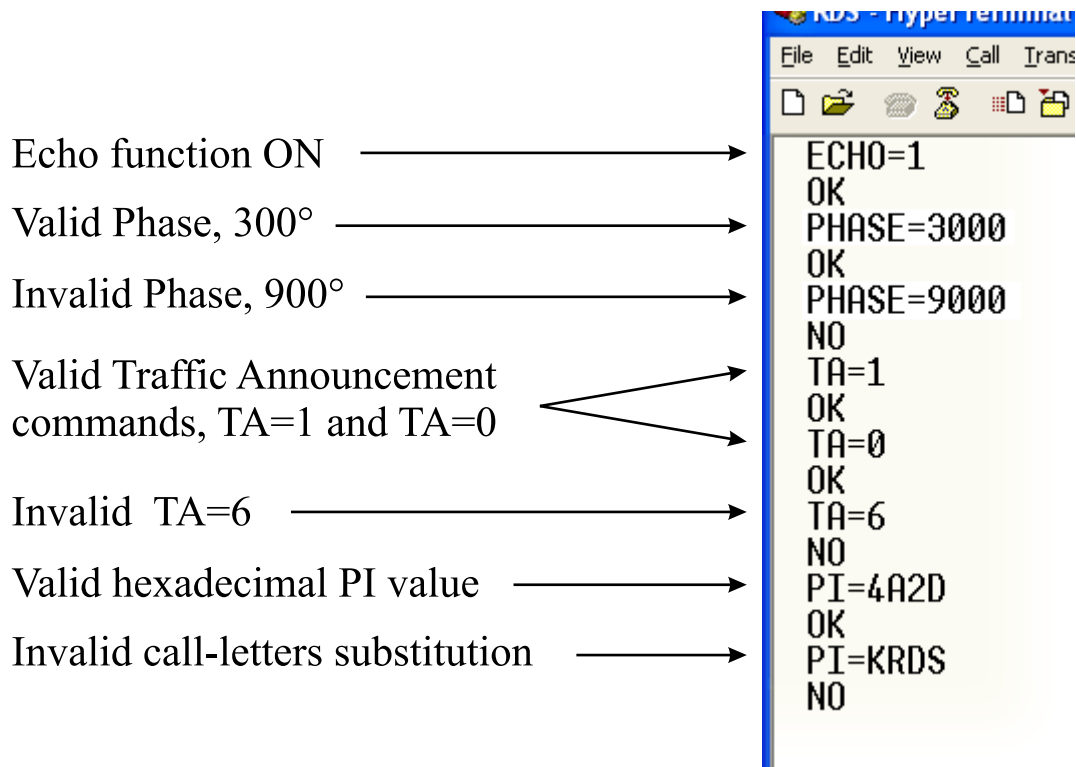 RDS - HyperTerminal
File Edit View Call Trans
Echo function ON
ECHO=1
OK
Valid Phase, 300°
PHASE=3000
OK
Invalid Phase, 900°
PHASE=9000
NO
Valid Traffic Announcement
commands, TA=1 and TA=0
TA=1
OK
TA=0
OK
Invalid TA=6
TA=6
NO
Valid hexadecimal PI value
PI=4A2D
OK
Invalid call-letters substitution
PI=KRDS
NO